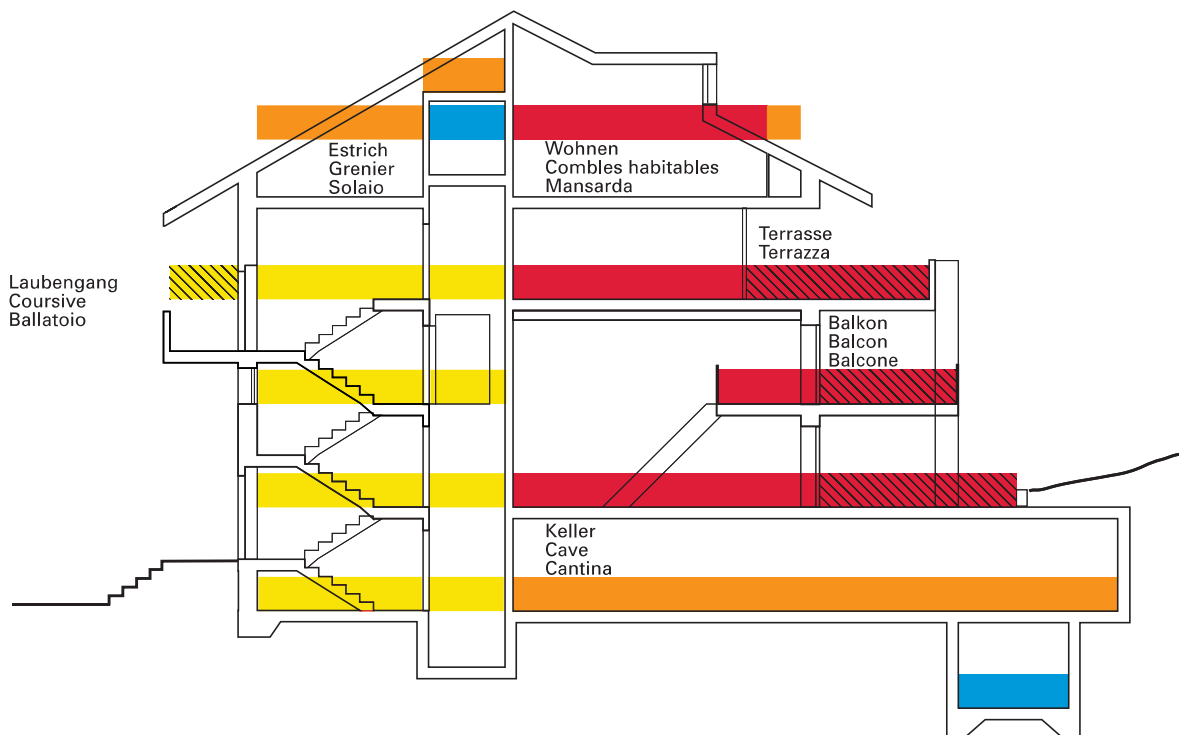 Estrich
Grenier
Solaio
Wohnen
Combles habitables
Mansarda
Terrasse
Terrazza
Laubengang
Coursive
Ballatoio
Balkon
Balcon
Balcone
Keller
Cave
Cantina